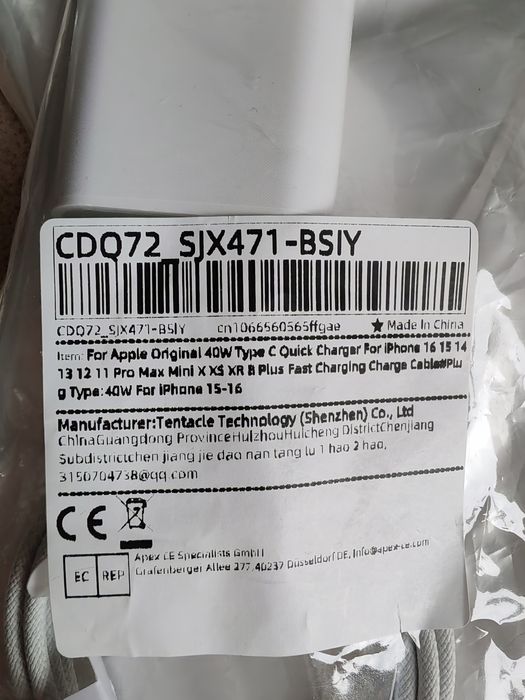 CDQ72_SJX471-BSIY
CDQ72_SJX471-BSIY cn1066560565ffgae ★ Made In China
Item: For Apple Original 40W Type C Quick Charger For iPhone 16 15 14
13 12 11 Pro Max Mini X XS XR 8 Plus Fast Charging Charge Cable#Plu
g Type:40W For iPhone 15-16
Manufacturer:Tentacle Technology (Shenzhen) Co., Ltd
ChinaGuangdong ProvinceHuizhouHuicheng DistrictChenjiang
Subdistrictchen jiang jie dao nan tang lu 1 hao 2 hao,
3150704738@qq.com
CE
Apex CE Specialists GmbH
EC REP
Grafenberger Allee 277,40237 Düsseldorf DE, Info@apex-ce.com